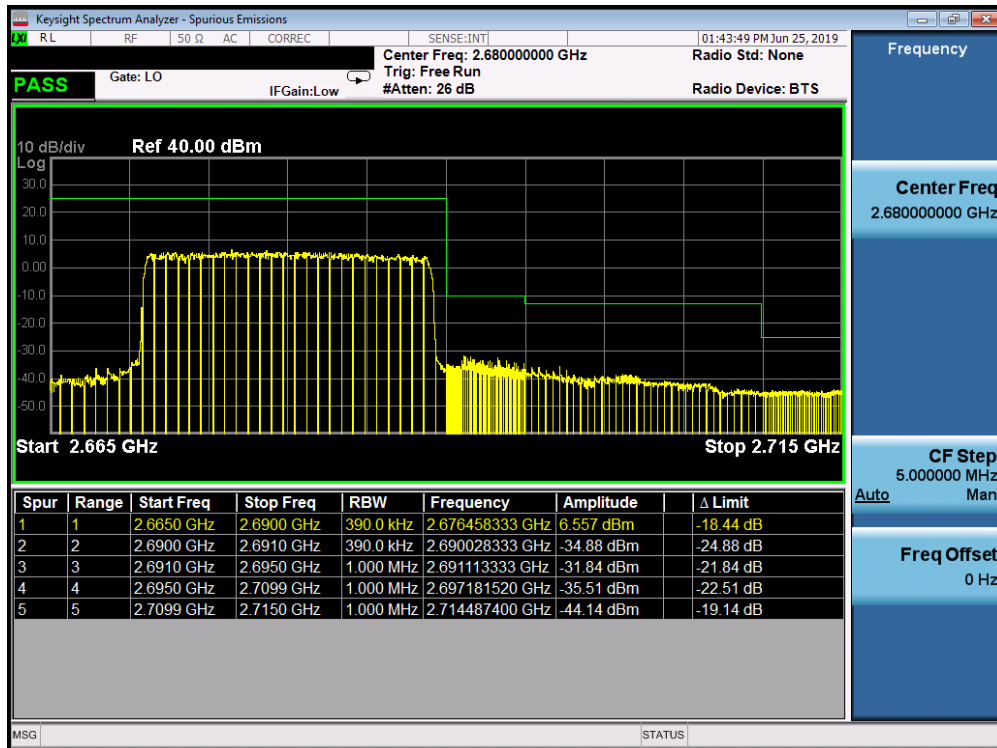 Keysight Spectrum Analyzer - Spurious Emissions
LXI RL RF 50 Ω AC CORREC SENSE:INT 01:43:49 PM Jun 25, 2019
Center Freq: 2.680000000 GHz Radio Std: None
PASS Gate: LO Trig: Free Run
IFGain:Low #Atten: 26 dB Radio Device: BTS
10 dB/div Ref 40.00 dBm
Log
30.0
20.0
10.0
0.00
-10.0
-20.0
-30.0
-40.0
-50.0
Start 2.665 GHz Stop 2.715 GHz
Spur Range Start Freq Stop Freq RBW Frequency Amplitude Δ Limit
1 1 2.6650 GHz 2.6900 GHz 390.0 kHz 2.676458333 GHz 6.557 dBm -18.44 dB
2 2 2.6900 GHz 2.6910 GHz 390.0 kHz 2.690028333 GHz -34.88 dBm -24.88 dB
3 3 2.6910 GHz 2.6950 GHz 1.000 MHz 2.691113333 GHz -31.84 dBm -21.84 dB
4 4 2.6950 GHz 2.7099 GHz 1.000 MHz 2.697181520 GHz -35.51 dBm -22.51 dB
5 5 2.7099 GHz 2.7150 GHz 1.000 MHz 2.714487400 GHz -44.14 dBm -19.14 dB
MSG STATUS
Frequency
Center Freq
2.680000000 GHz
CF Step
5.000000 MHz
Auto Man
Freq Offset
0 Hz